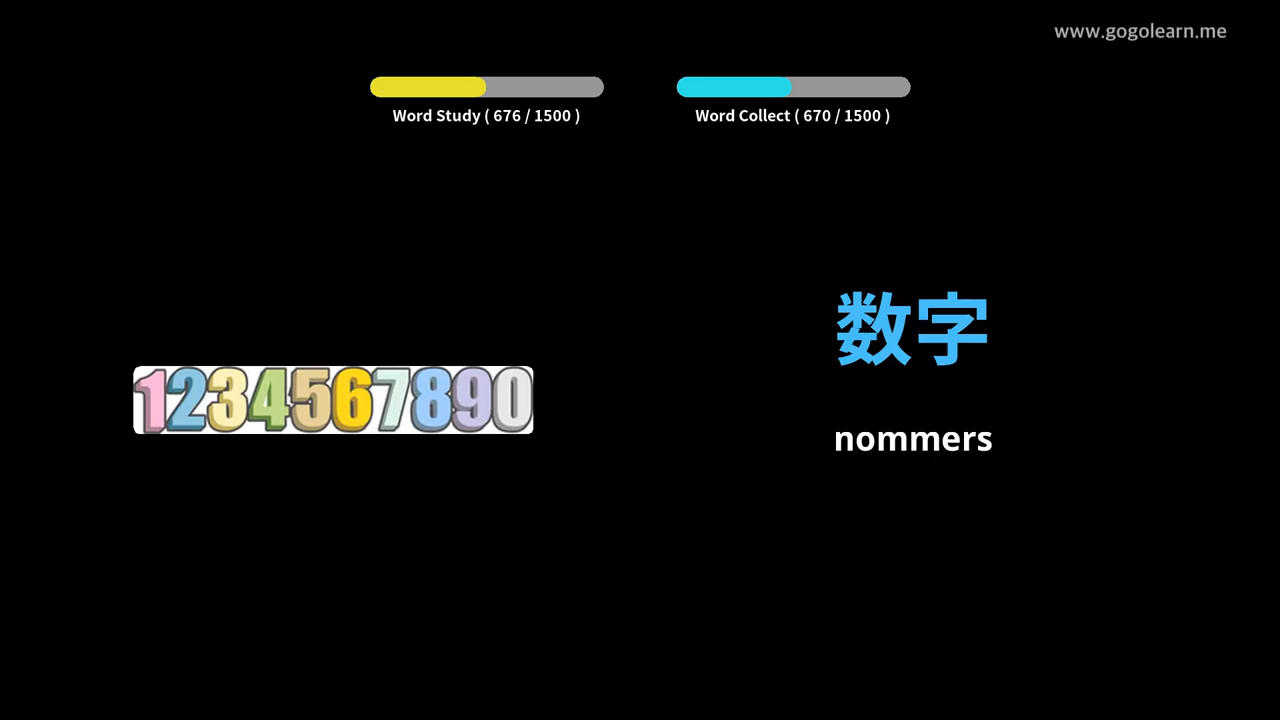 www.gogolearn.me
Word Study ( 676 / 1500 )
Word Collect ( 670 / 1500 )
数字
1234567890
nommers